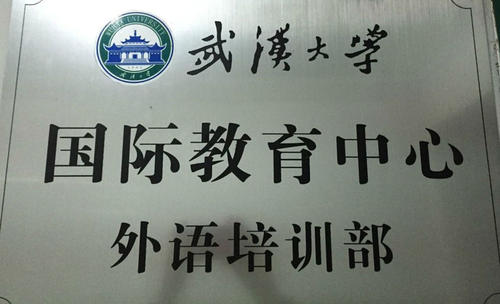 武漢大学
国际教育中心
外语培训部